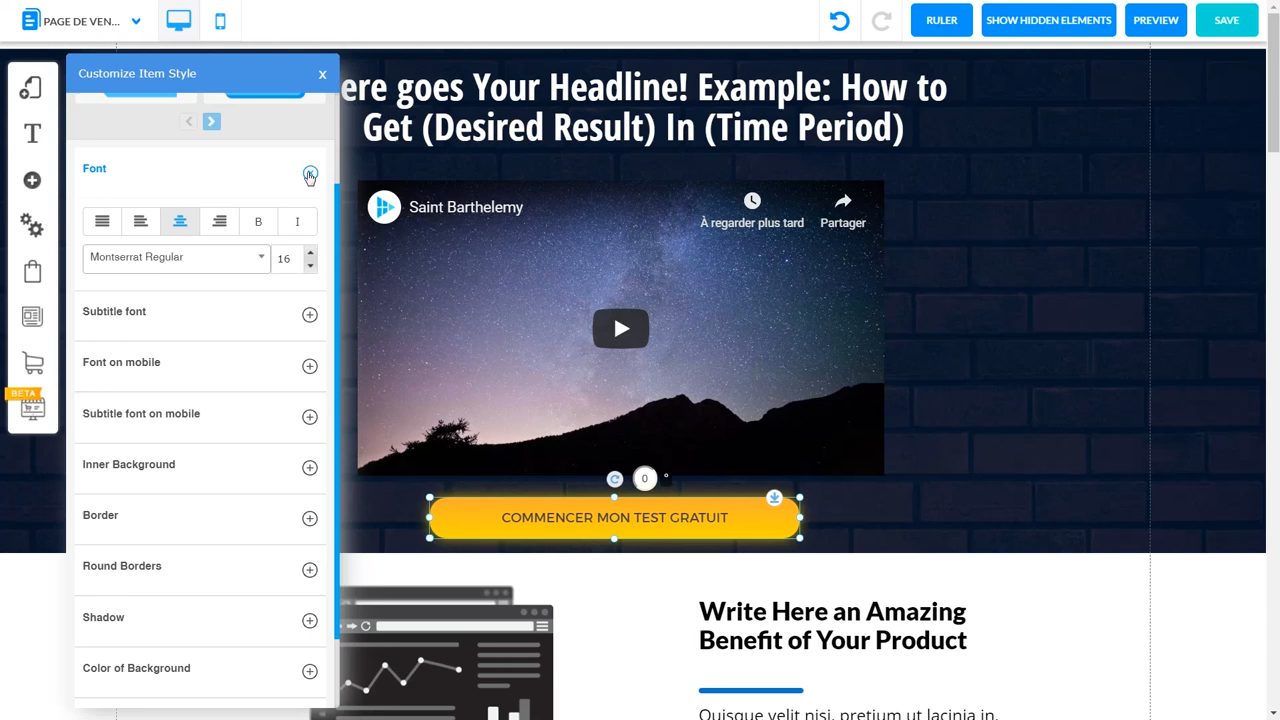 PAGE DE VEN...
RULER
SHOW HIDDEN ELEMENTS
PREVIEW
SAVE
Customize Item Style
X
ere goes Your Headline! Example: How to
Get (Desired Result) In (Time Period)
Font
B
I
Montserrat Regular
16
Subtitle font
Font on mobile
Subtitle font on mobile
Inner Background
Border
Round Borders
Shadow
Color of Background
BETA
Saint Barthelemy
À regarder plus tard
Partager
0 °
COMMENCER MON TEST GRATUIT
Write Here an Amazing
Benefit of Your Product
Quisque velit nisi, pretium ut lacinia in,